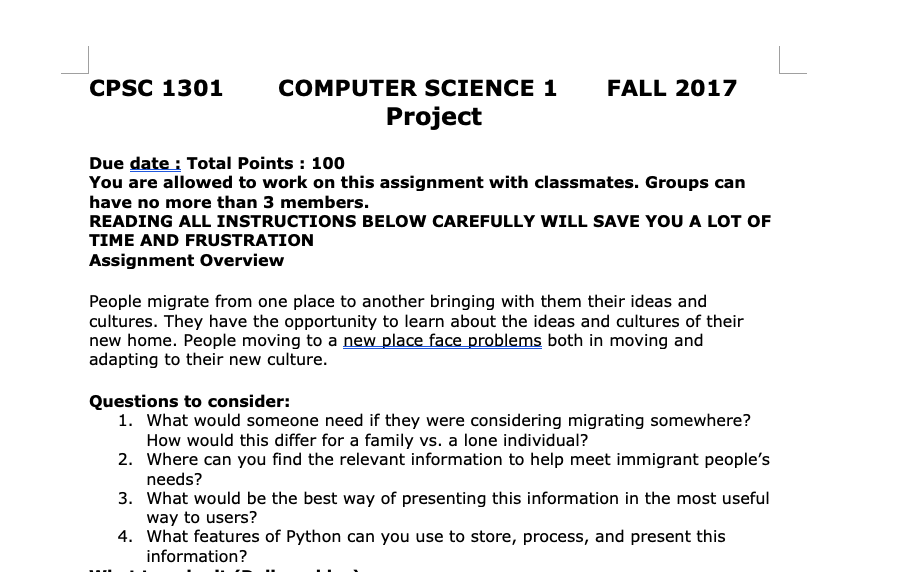 CPSC 1301 COMPUTER SCIENCE 1 FALL 2017
Project
Due date : Total Points : 100
You are allowed to work on this assignment with classmates. Groups can
have no more than 3 members.
READING ALL INSTRUCTIONS BELOW CAREFULLY WILL SAVE YOU A LOT OF
TIME AND FRUSTRATION
Assignment Overview
People migrate from one place to another bringing with them their ideas and
cultures. They have the opportunity to learn about the ideas and cultures of their
new home. People moving to a new place face problems both in moving and
adapting to their new culture.
Questions to consider:
1. What would someone need if they were considering migrating somewhere?
How would this differ for a family vs. a lone individual?
2. Where can you find the relevant information to help meet immigrant people’s
needs?
3. What would be the best way of presenting this information in the most useful
way to users?
4. What features of Python can you use to store, process, and present this
information?